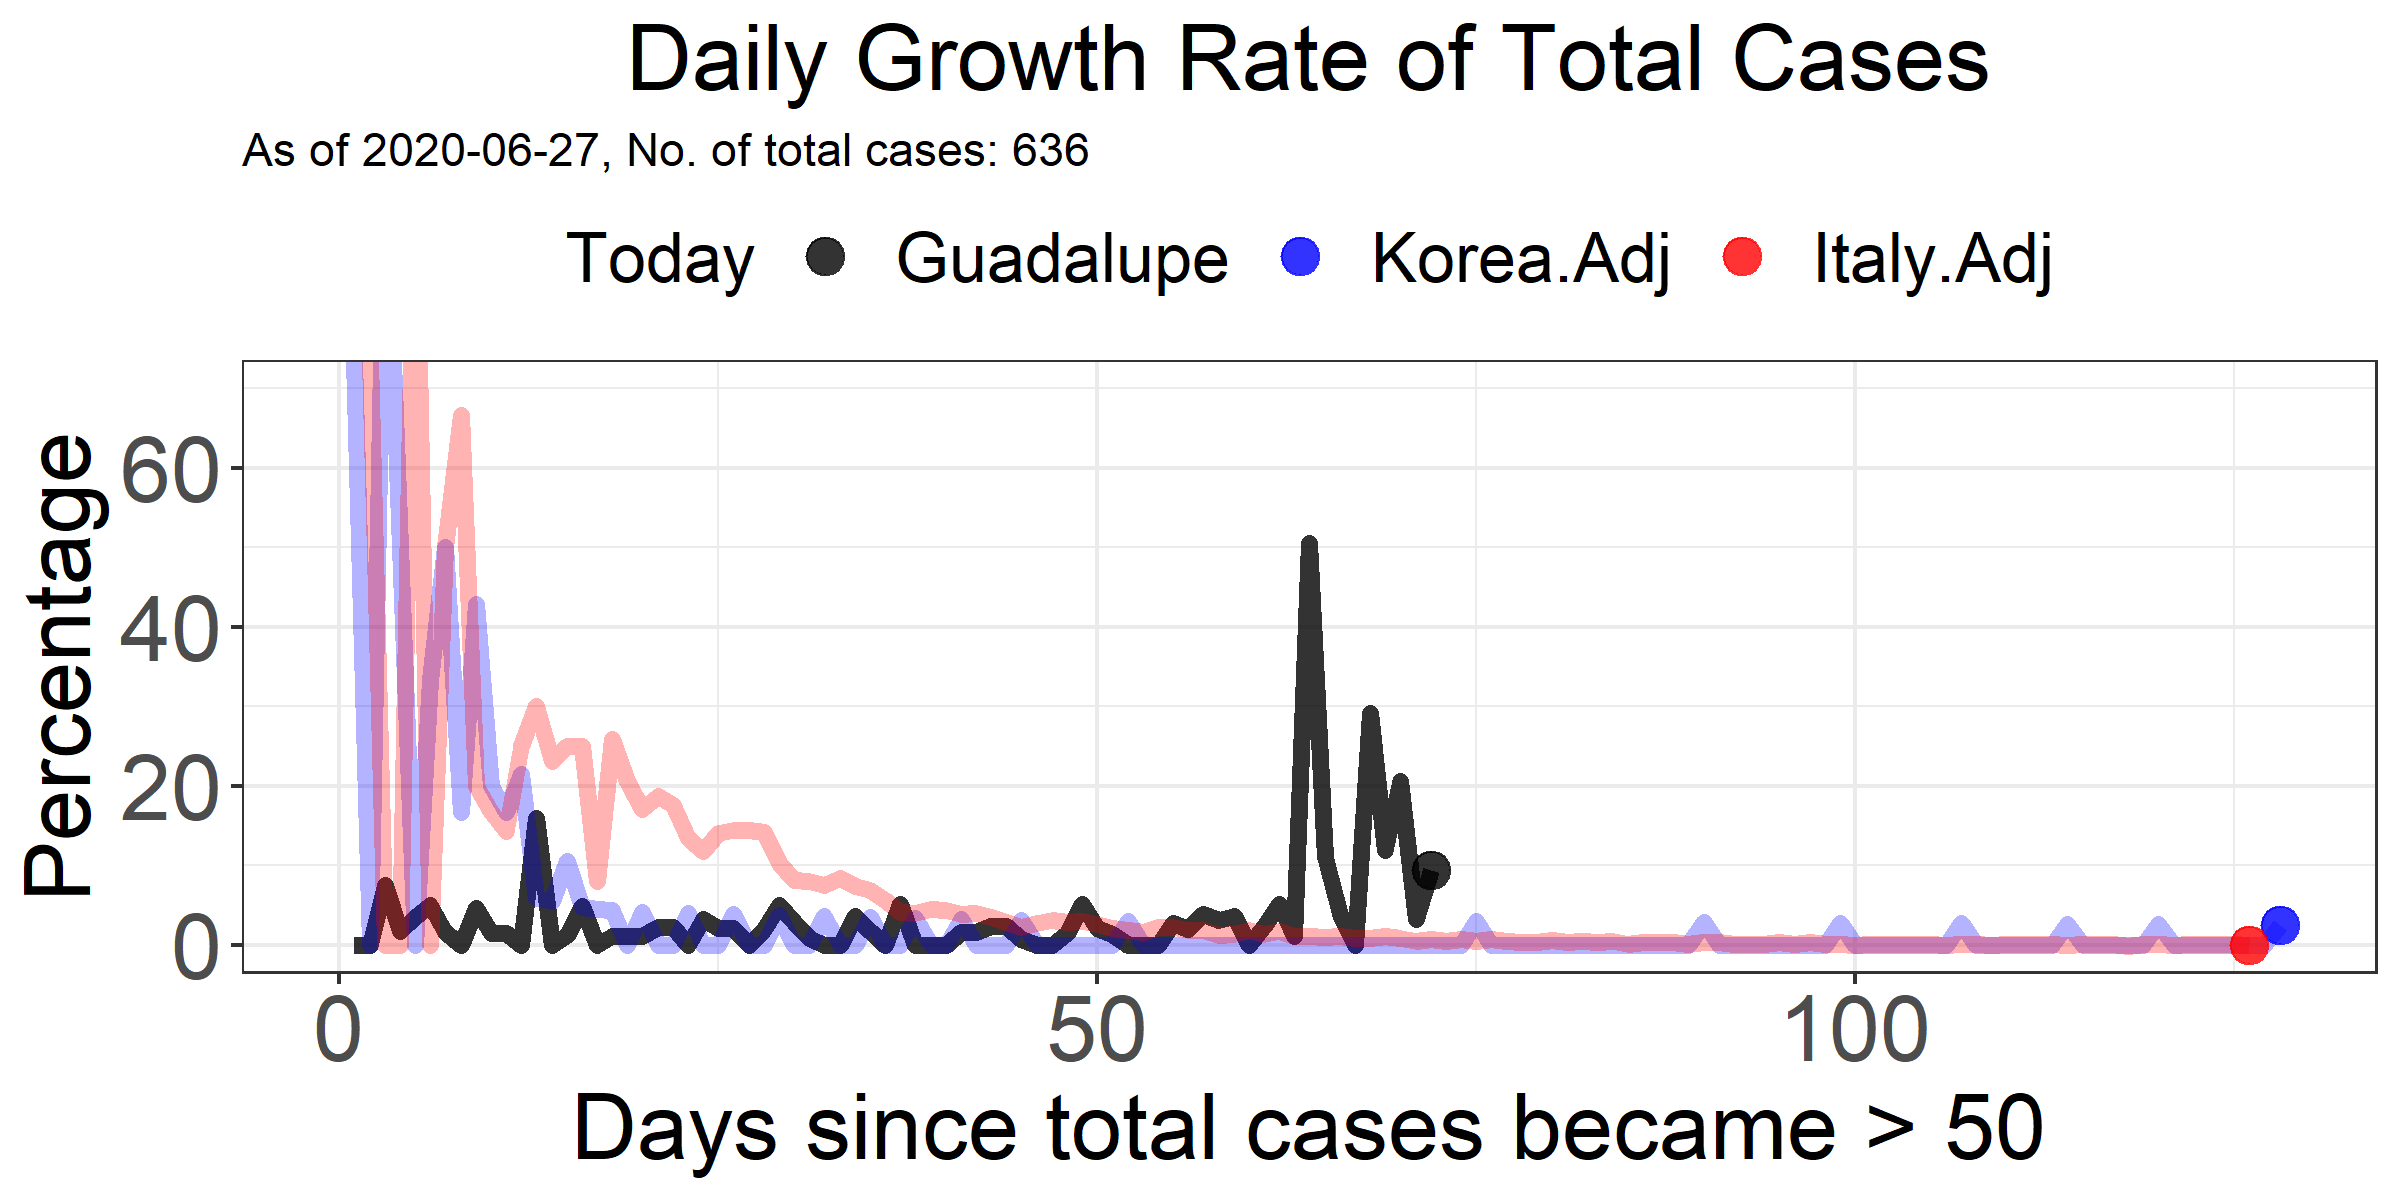 Daily Growth Rate of Total Cases
As of 2020-06-27, No. of total cases: 636
Today Guadalupe Korea.Adj Italy.Adj
Percentage
60
40
20
0
0 50 100
Days since total cases became > 50